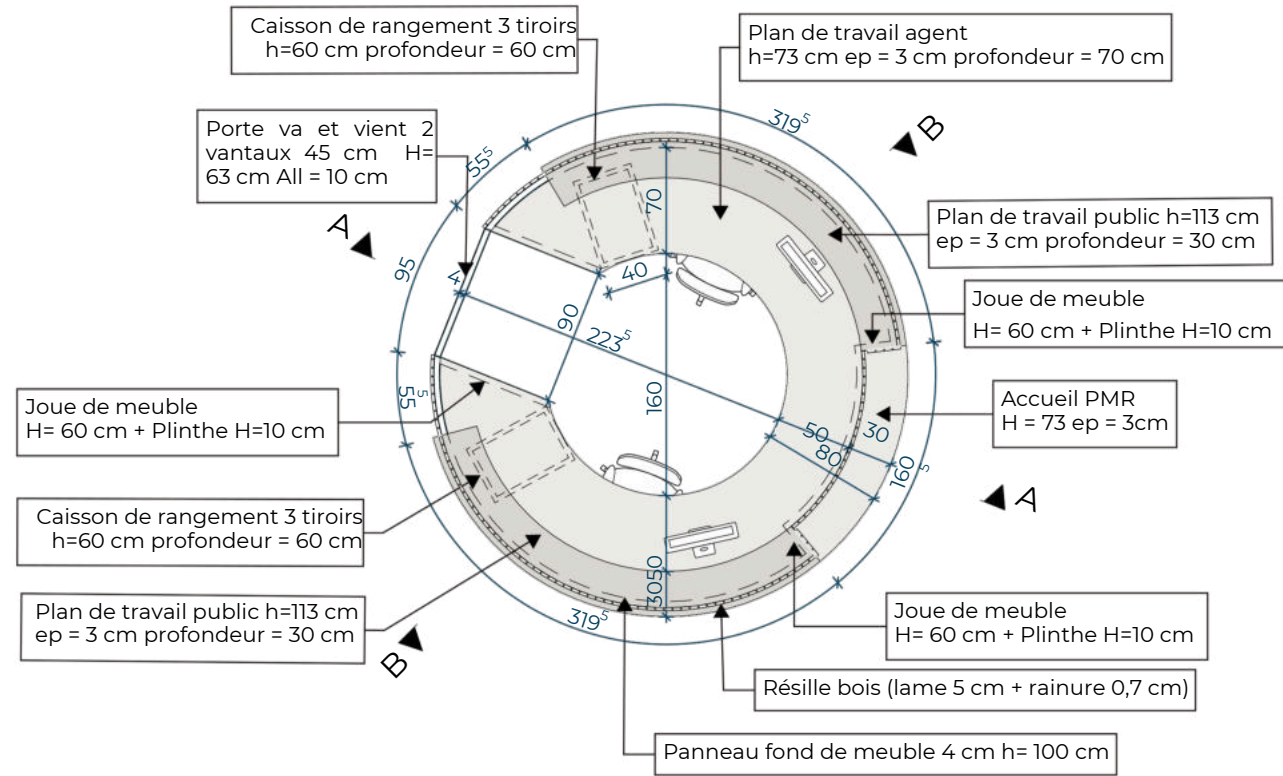 Caisson de rangement 3 tiroirs
h=60 cm profondeur = 60 cm
Plan de travail agent
h=73 cm ep = 3 cm profondeur = 70 cm
Porte va et vient 2
vantaux 45 cm H=
63 cm All = 10 cm
319⁵
B
55⁵
A
70
Plan de travail public h=113 cm
ep = 3 cm profondeur = 30 cm
95
4
40
90
223⁵
Joue de meuble
H= 60 cm + Plinthe H=10 cm
160
55⁵
Joue de meuble
H= 60 cm + Plinthe H=10 cm
Accueil PMR
H = 73 ep = 3cm
50
30
80
160⁵
A
Caisson de rangement 3 tiroirs
h=60 cm profondeur = 60 cm
3050
Plan de travail public h=113 cm
ep = 3 cm profondeur = 30 cm
319⁵
B
Joue de meuble
H= 60 cm + Plinthe H=10 cm
Résille bois (lame 5 cm + rainure 0,7 cm)
Panneau fond de meuble 4 cm h= 100 cm